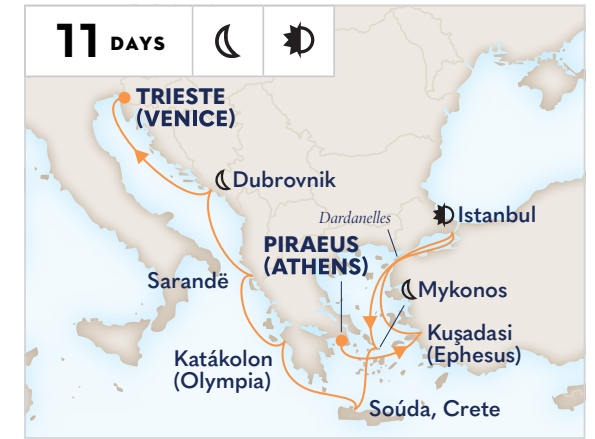 11 DAYS
TRIESTE
(VENICE)
Dubrovnik
Istanbul
Dardanelles
PIRAEUS
(ATHENS)
Sarandë
Mykonos
Kuşadasi
(Ephesus)
Katákolon
(Olympia)
Soúda, Crete